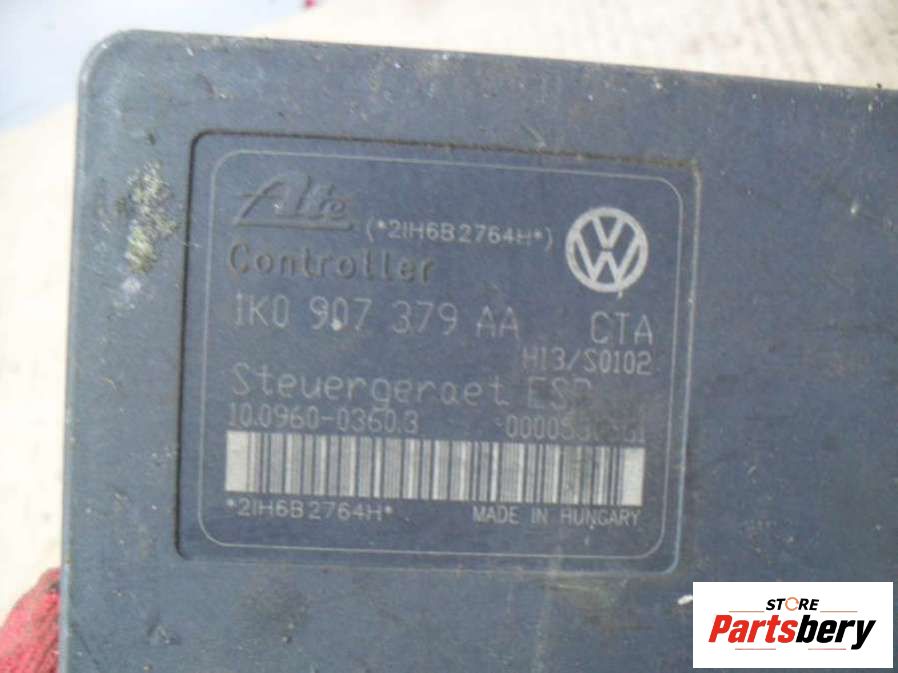 Ate
(*2IH6B2764H*)
Controller
1K0 907 379 AA CTA
H13/S0102
Steuergeraet ESP
10.0960-0360.3
*2IH6B2764H* MADE IN HUNGARY
STORE
Partsbery